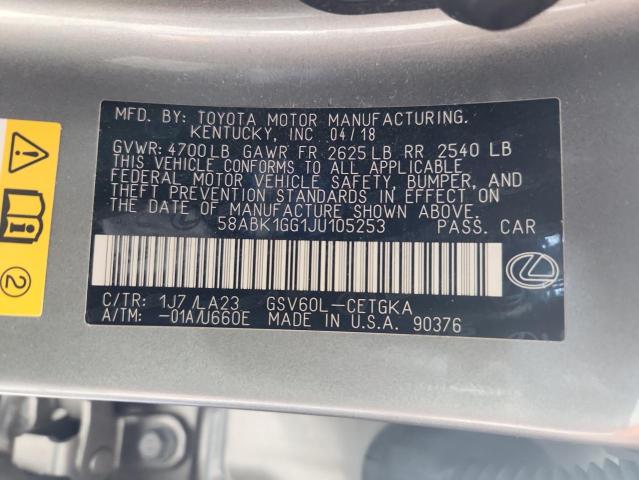 MFD. BY: TOYOTA MOTOR MANUFACTURING.
KENTUCKY, INC 04/18
GVWR: 4700LB, GAWR FR 2625LB, RR 2540 LB
THIS VEHICLE CONFORMS TO ALL APPLICABLE
FEDERAL MOTOR VEHICLE SAFETY, BUMPER, AND
THEFT PREVENTION STANDARDS IN EFFECT ON
THE DATE OF MANUFACTURE SHOWN ABOVE.
58ABK1GG1JU105253 PASS. CAR
C/TR: 1J7/LA23 GSV60L-CETGKA
A/TM: -01A/U660E MADE IN U.S.A. 90376
2